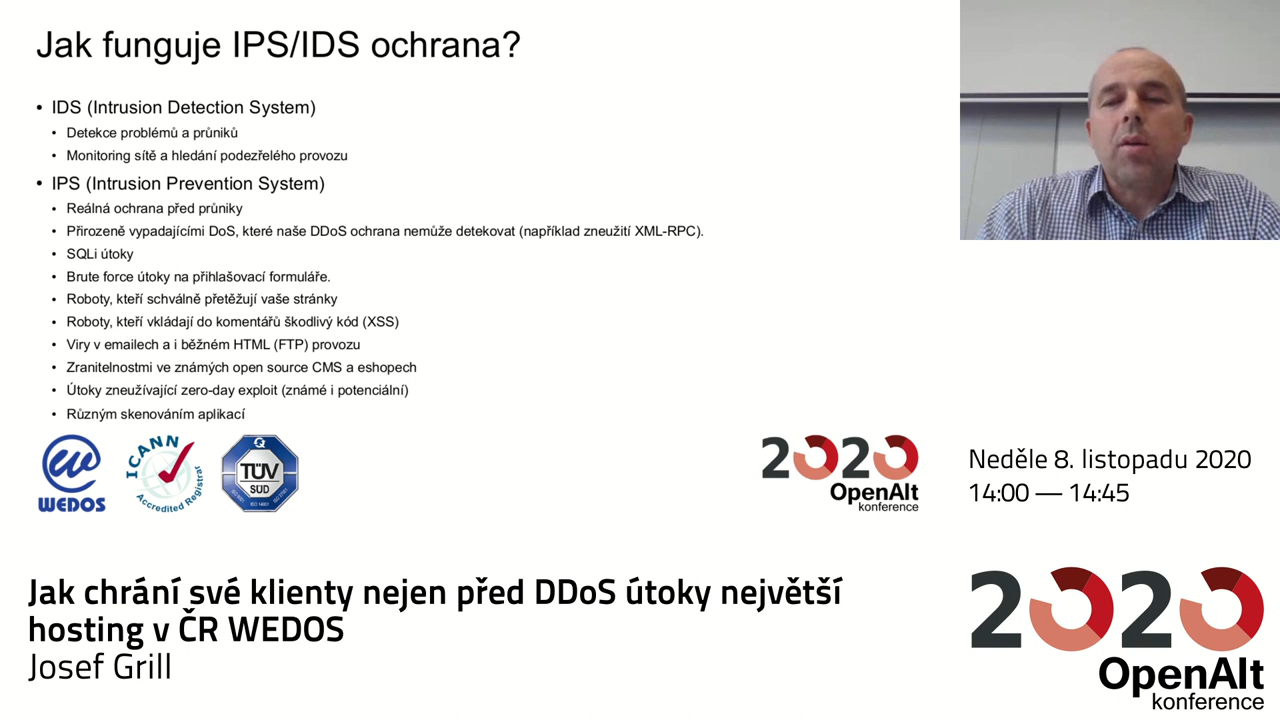 Jak funguje IPS/IDS ochrana?
• IDS (Intrusion Detection System)
• Detekce problémů a průniků
• Monitoring sítě a hledání podezřelého provozu
• IPS (Intrusion Prevention System)
• Reálná ochrana před průniky
• Přirozeně vypadajícími DoS, které naše DDoS ochrana nemůže detekovat (například zneužití XML-RPC).
• SQLi útoky
• Brute force útoky na přihlašovací formuláře.
• Roboty, kteří schválně přetěžují vaše stránky
• Roboty, kteří vkládají do komentářů škodlivý kód (XSS)
• Viry v emailech a i běžném HTML (FTP) provozu
• Zranitelnostmi ve známých open source CMS a eshopech
• Útoky zneužívající zero-day exploit (známé i potenciální)
• Různým skenováním aplikací
WEDOS
ICANN
Accredited Registrar
TÜV
SÜD
2020
OpenAlt
konference
Neděle 8. listopadu 2020
14:00 — 14:45
Jak chrání své klienty nejen před DDoS útoky největší
hosting v ČR WEDOS
Josef Grill
2020
OpenAlt
konference